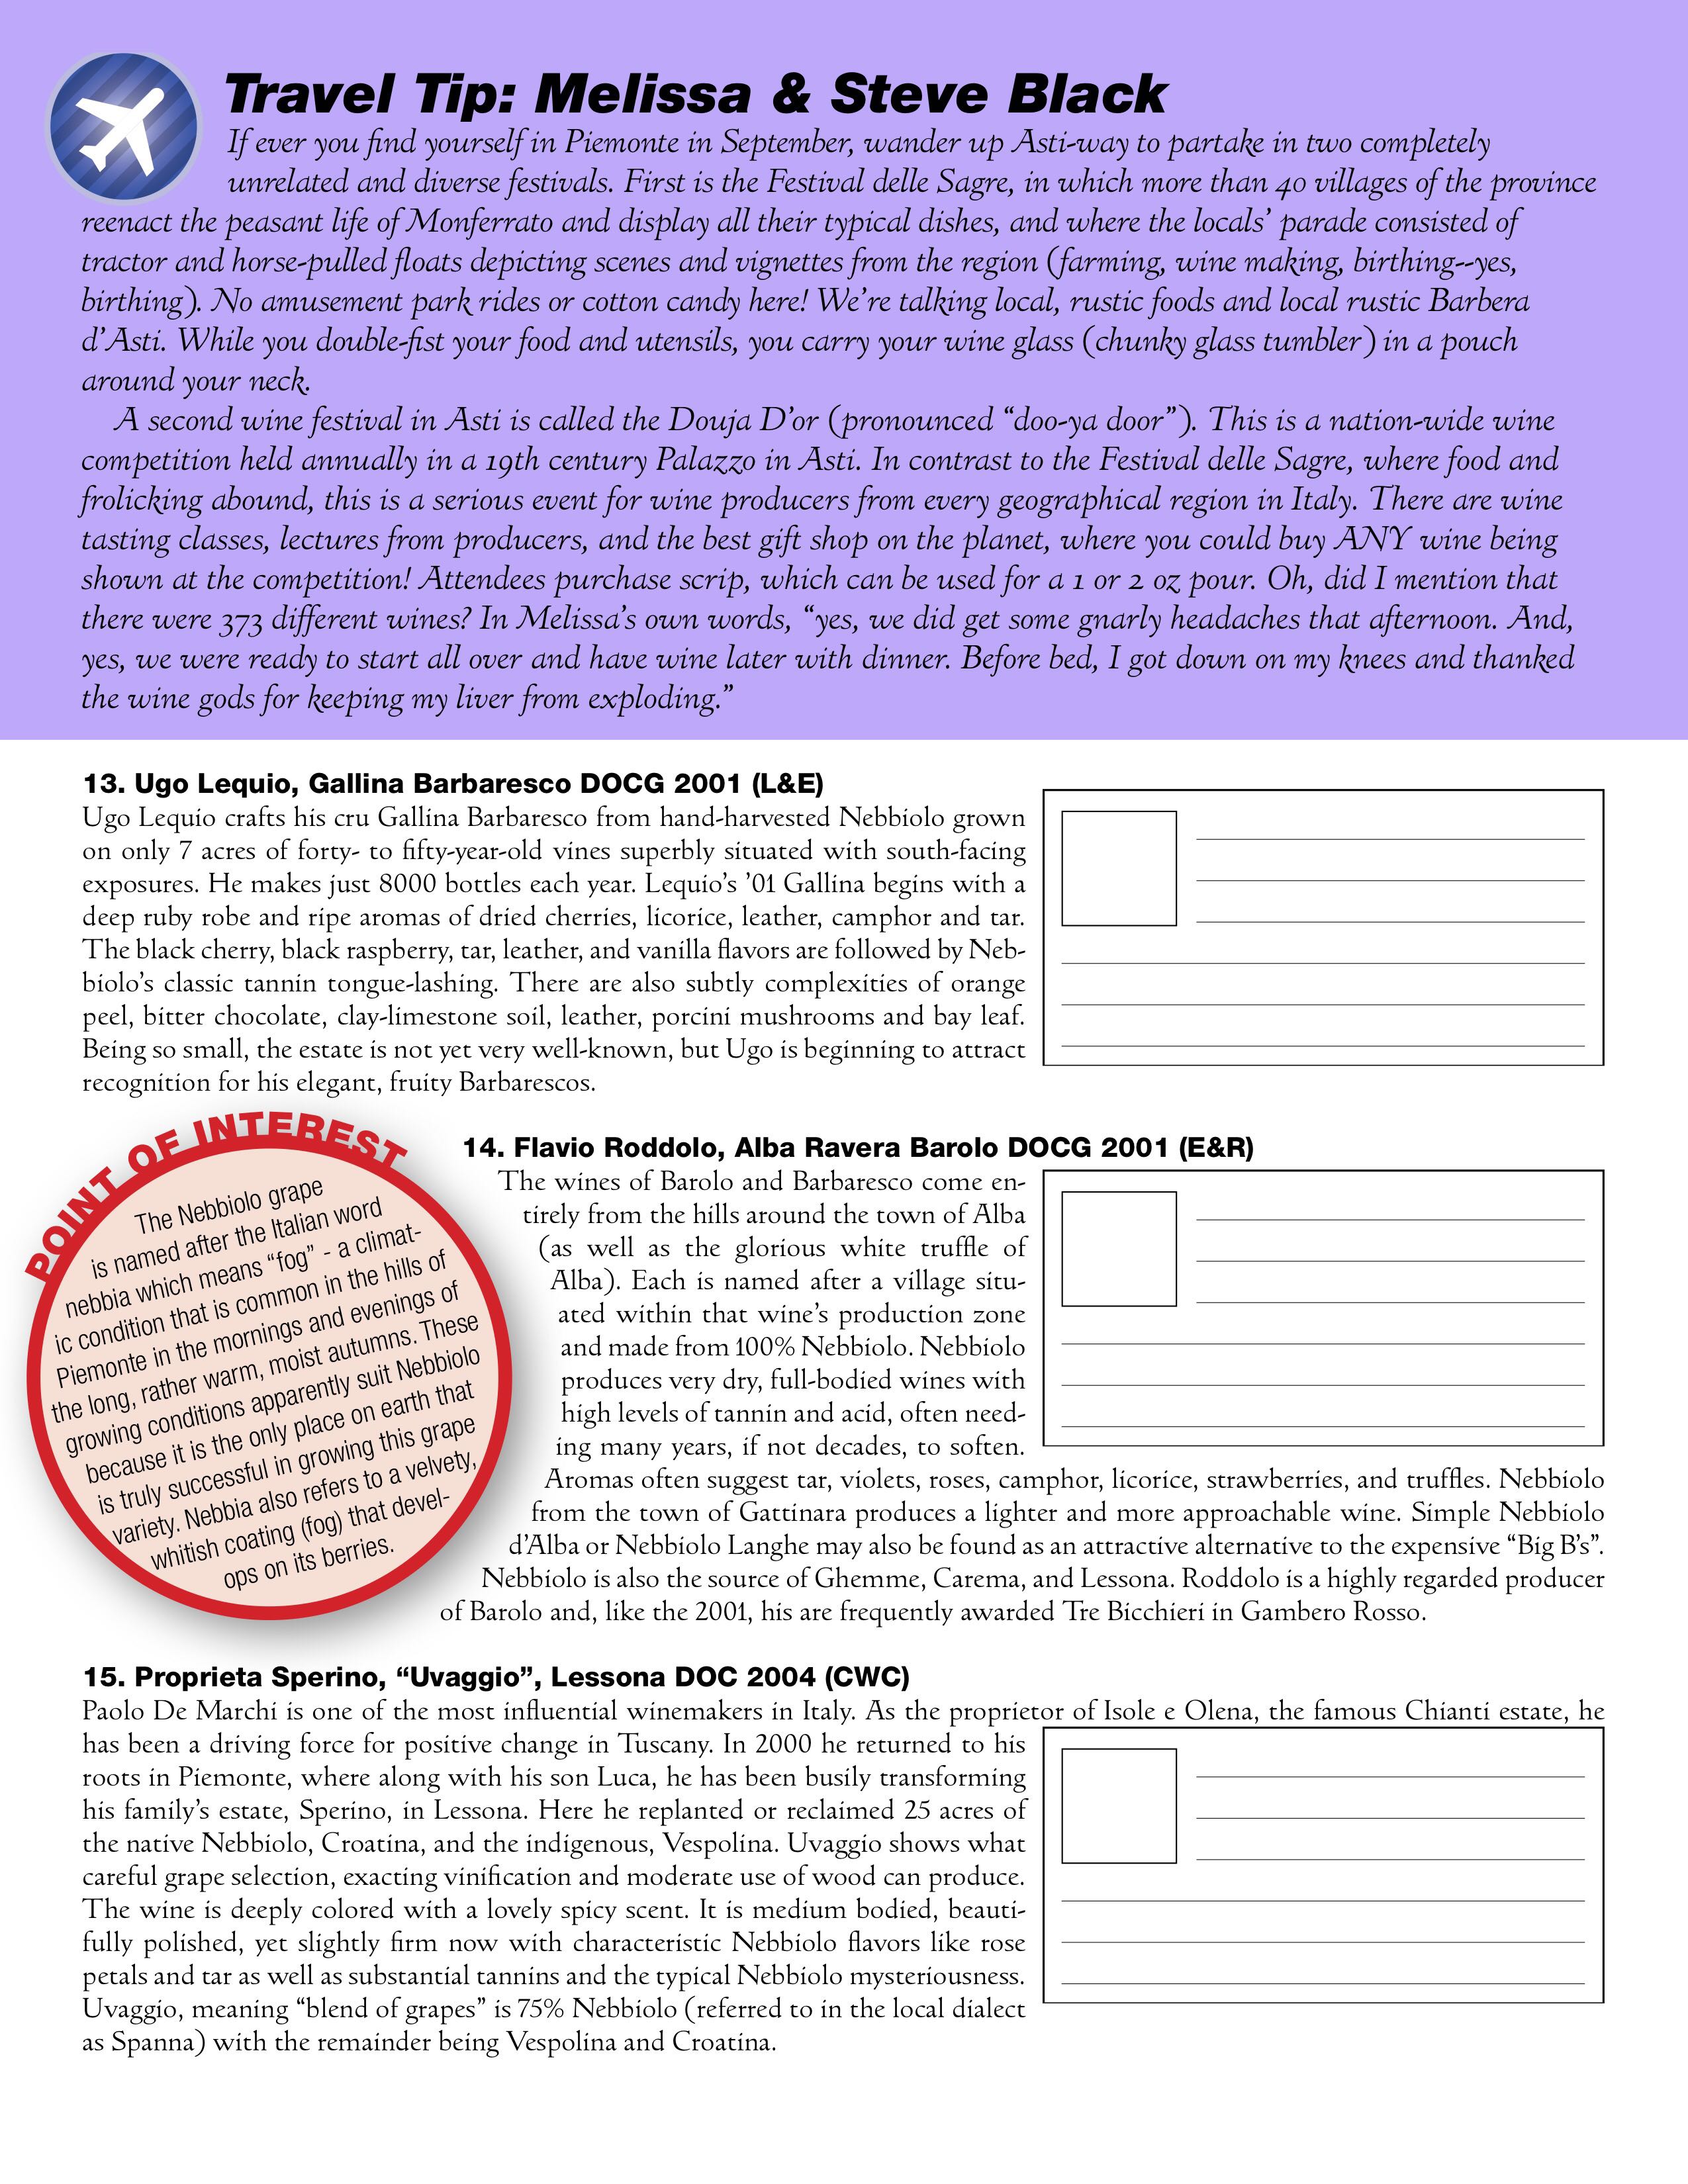 Travel Tip: Melissa & Steve Black
If ever you find yourself in Piemonte in September, wander up Asti-way to partake in two completely
unrelated and diverse festivals. First is the Festival delle Sagre, in which more than 40 villages of the province
reenact the peasant life of Monferrato and display all their typical dishes, and where the locals’ parade consisted of
tractor and horse-pulled floats depicting scenes and vignettes from the region (farming, wine making, birthing--yes,
birthing). No amusement park rides or cotton candy here! We’re talking local, rustic foods and local rustic Barbera
d’Asti. While you double-fist your food and utensils, you carry your wine glass (chunky glass tumbler) in a pouch
around your neck.
A second wine festival in Asti is called the Douja D’or (pronounced “doo-ya door”). This is a nation-wide wine
competition held annually in a 19th century Palazzo in Asti. In contrast to the Festival delle Sagre, where food and
frolicking abound, this is a serious event for wine producers from every geographical region in Italy. There are wine
tasting classes, lectures from producers, and the best gift shop on the planet, where you could buy ANY wine being
shown at the competition! Attendees purchase scrip, which can be used for a 1 or 2 oz pour. Oh, did I mention that
there were 373 different wines? In Melissa’s own words, “yes, we did get some gnarly headaches that afternoon. And,
yes, we were ready to start all over and have wine later with dinner. Before bed, I got down on my knees and thanked
the wine gods for keeping my liver from exploding.”
13. Ugo Lequio, Gallina Barbaresco DOCG 2001 (L&E)
Ugo Lequio crafts his cru Gallina Barbaresco from hand-harvested Nebbiolo grown
on only 7 acres of forty- to fifty-year-old vines superbly situated with south-facing
exposures. He makes just 8000 bottles each year. Lequio’s ’01 Gallina begins with a
deep ruby robe and ripe aromas of dried cherries, licorice, leather, camphor and tar.
The black cherry, black raspberry, tar, leather, and vanilla flavors are followed by Neb-
biolo’s classic tannin tongue-lashing. There are also subtly complexities of orange
peel, bitter chocolate, clay-limestone soil, leather, porcini mushrooms and bay leaf.
Being so small, the estate is not yet very well-known, but Ugo is beginning to attract
recognition for his elegant, fruity Barbarescos.
POINT OF INTEREST
The Nebbiolo grape
is named after the Italian word
nebbia which means “fog” - a climat-
ic condition that is common in the hills of
Piemonte in the mornings and evenings of
the long, rather warm, moist autumns. These
growing conditions apparently suit Nebbiolo
because it is the only place on earth that
is truly successful in growing this grape
variety. Nebbia also refers to a velvety,
whitish coating (fog) that devel-
ops on its berries.
14. Flavio Roddolo, Alba Ravera Barolo DOCG 2001 (E&R)
The wines of Barolo and Barbaresco come en-
tirely from the hills around the town of Alba
(as well as the glorious white truffle of
Alba). Each is named after a village situ-
ated within that wine’s production zone
and made from 100% Nebbiolo. Nebbiolo
produces very dry, full-bodied wines with
high levels of tannin and acid, often need-
ing many years, if not decades, to soften.
Aromas often suggest tar, violets, roses, camphor, licorice, strawberries, and truffles. Nebbiolo
from the town of Gattinara produces a lighter and more approachable wine. Simple Nebbiolo
d’Alba or Nebbiolo Langhe may also be found as an attractive alternative to the expensive “Big B’s”.
Nebbiolo is also the source of Ghemme, Carema, and Lessona. Roddolo is a highly regarded producer
of Barolo and, like the 2001, his are frequently awarded Tre Bicchieri in Gambero Rosso.
15. Proprieta Sperino, “Uvaggio”, Lessona DOC 2004 (CWC)
Paolo De Marchi is one of the most influential winemakers in Italy. As the proprietor of Isole e Olena, the famous Chianti estate, he
has been a driving force for positive change in Tuscany. In 2000 he returned to his
roots in Piemonte, where along with his son Luca, he has been busily transforming
his family’s estate, Sperino, in Lessona. Here he replanted or reclaimed 25 acres of
the native Nebbiolo, Croatina, and the indigenous, Vespolina. Uvaggio shows what
careful grape selection, exacting vinification and moderate use of wood can produce.
The wine is deeply colored with a lovely spicy scent. It is medium bodied, beauti-
fully polished, yet slightly firm now with characteristic Nebbiolo flavors like rose
petals and tar as well as substantial tannins and the typical Nebbiolo mysteriousness.
Uvaggio, meaning “blend of grapes” is 75% Nebbiolo (referred to in the local dialect
as Spanna) with the remainder being Vespolina and Croatina.